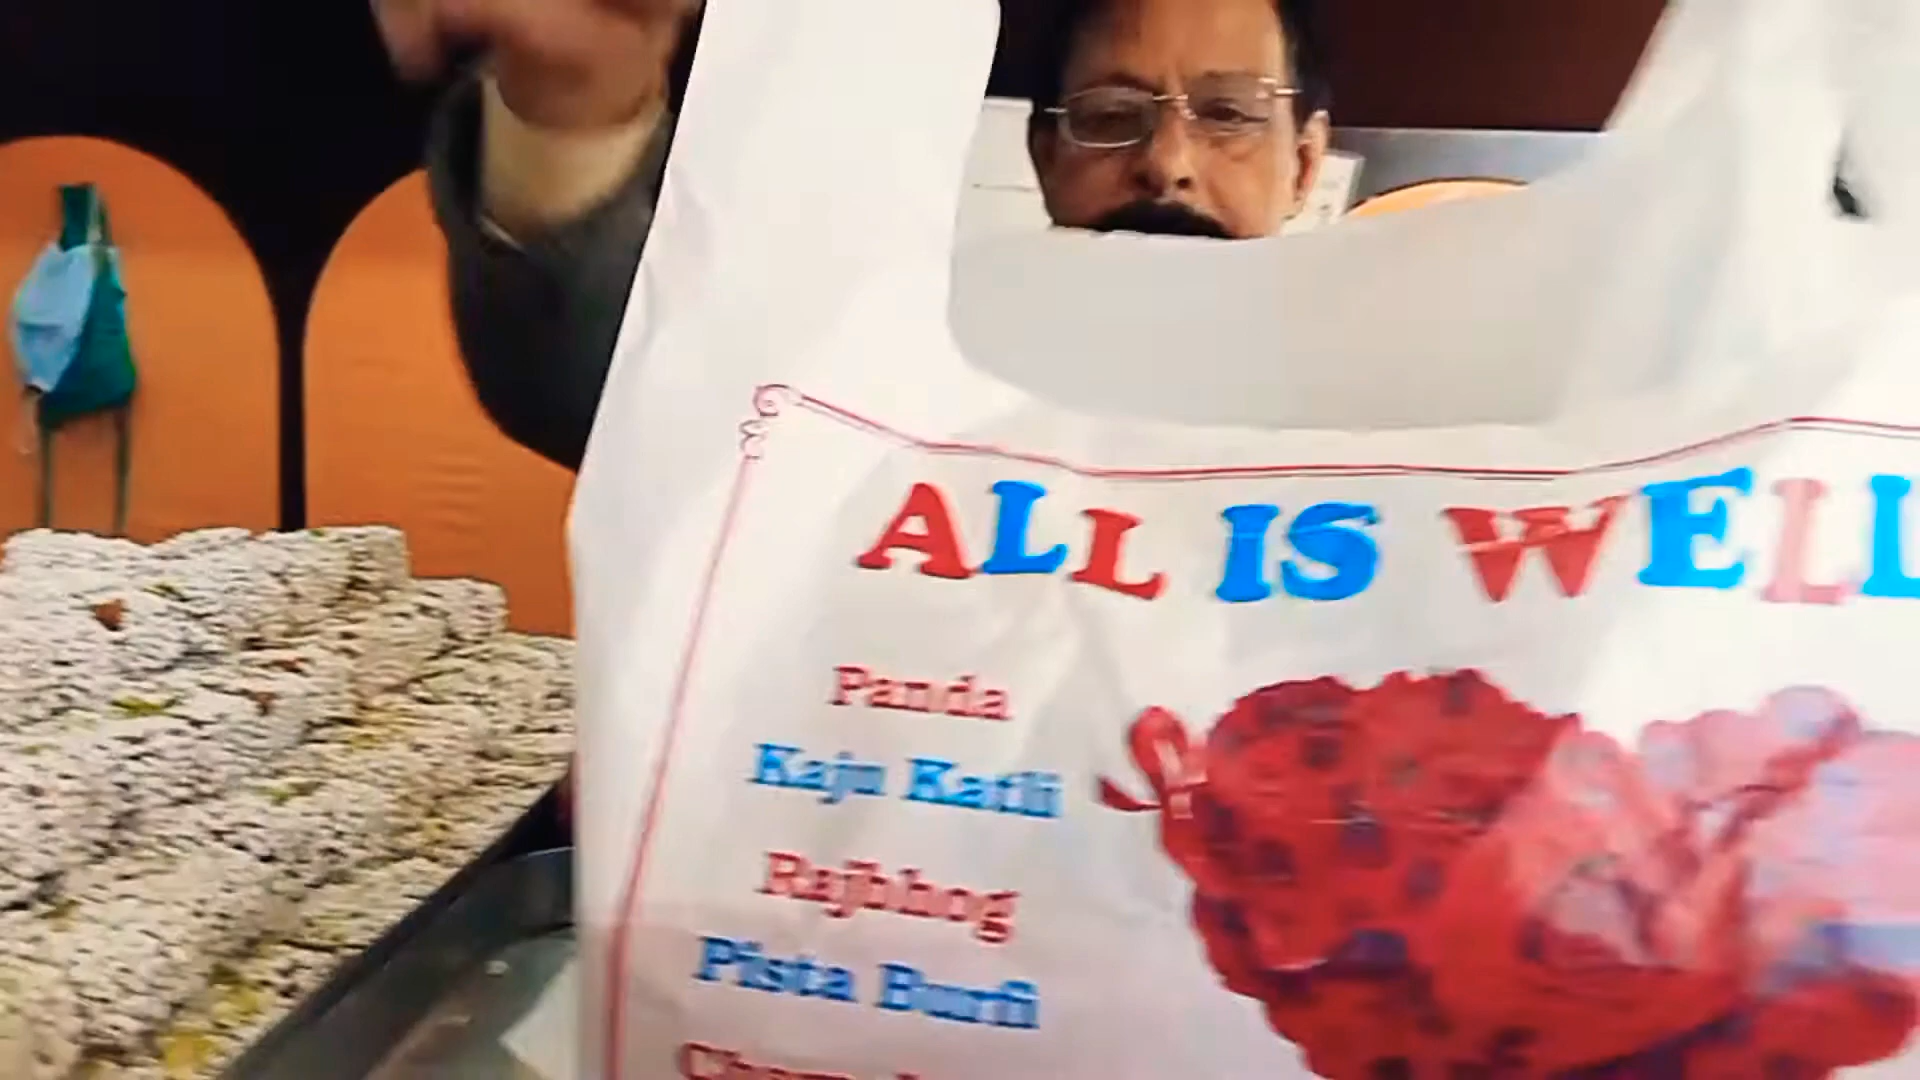 ALL IS WELL
Panda
Kaju Katli
Rajbhog
Pista Burfi